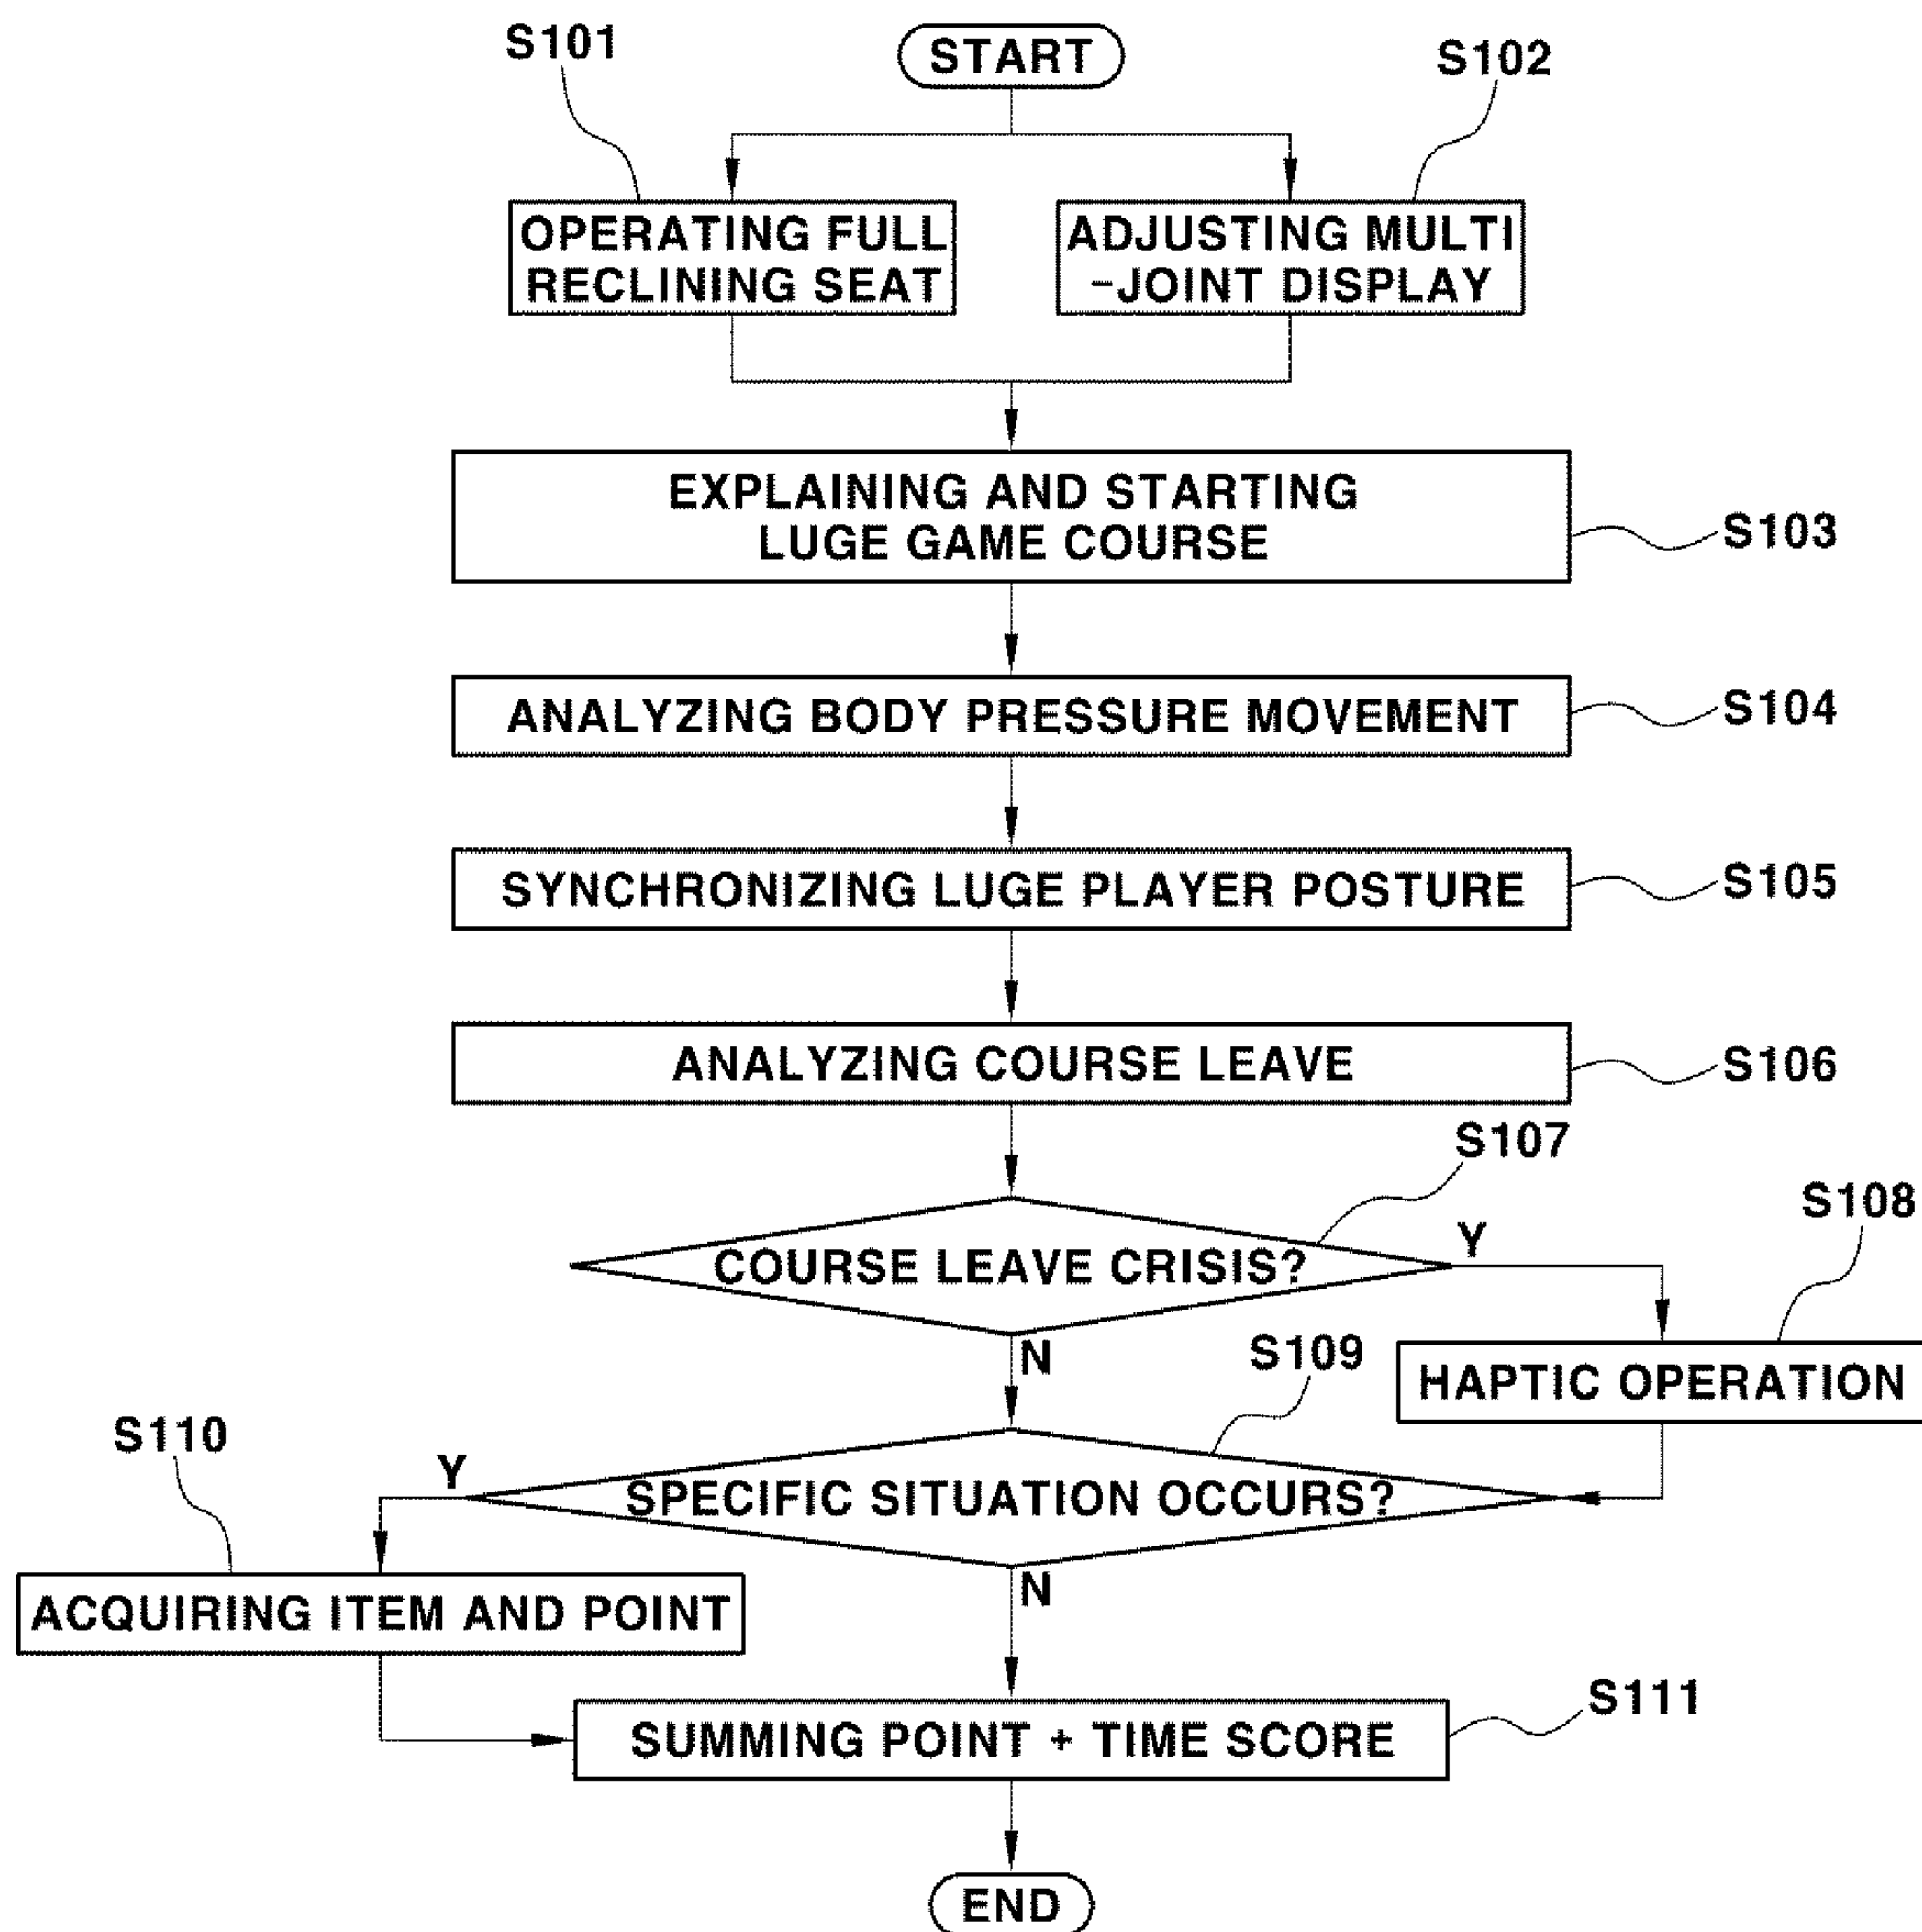 S101
START
S102
OPERATING FULL
RECLINING SEAT
ADJUSTING MULTI
-JOINT DISPLAY
EXPLAINING AND STARTING
LUGE GAME COURSE
S103
ANALYZING BODY PRESSURE MOVEMENT
S104
SYNCHRONIZING LUGE PLAYER POSTURE
S105
ANALYZING COURSE LEAVE
S106
S107
COURSE LEAVE CRISIS?
Y
S108
N
S109
HAPTIC OPERATION
S110
Y
SPECIFIC SITUATION OCCURS?
N
ACQUIRING ITEM AND POINT
S111
SUMMING POINT + TIME SCORE
END